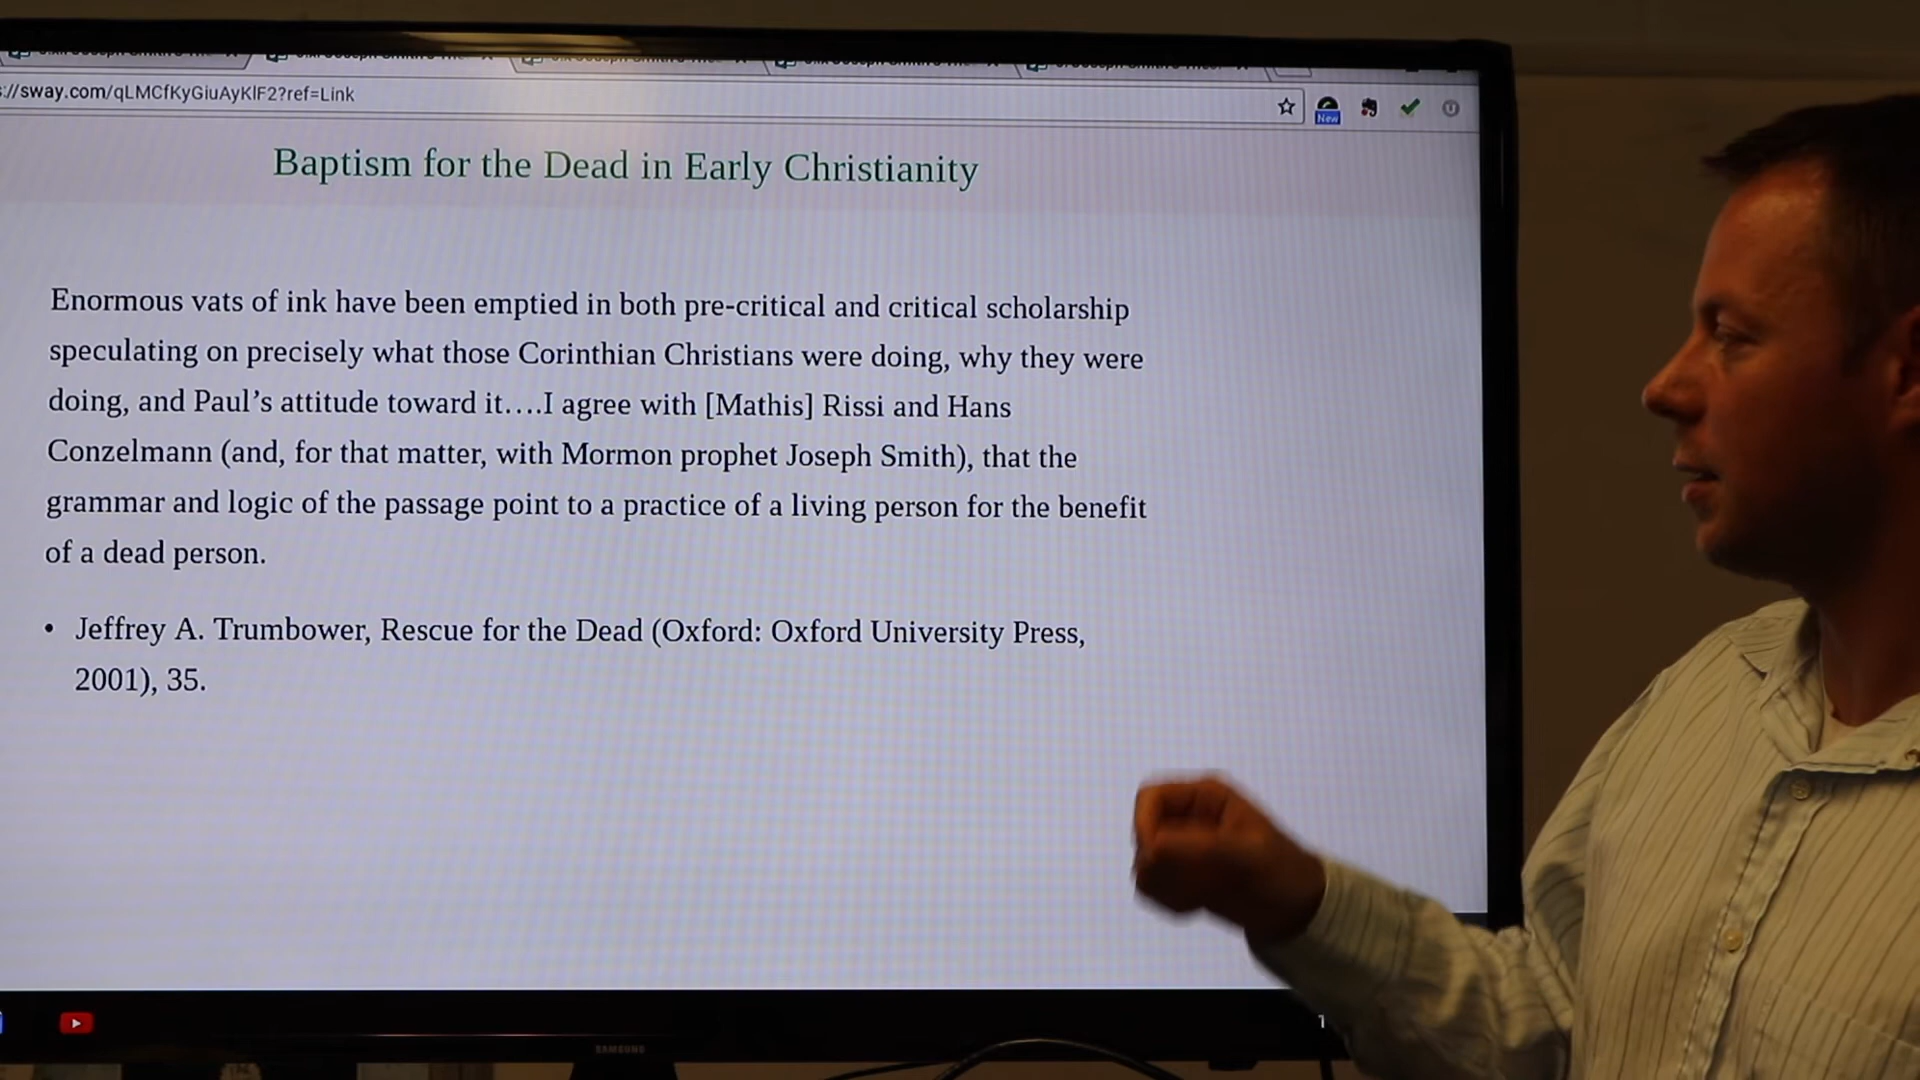 ://sway.com/qLMCfKyGiuAyKlF2?ref=Link
New
Baptism for the Dead in Early Christianity
Enormous vats of ink have been emptied in both pre-critical and critical scholarship
speculating on precisely what those Corinthian Christians were doing, why they were
doing, and Paul’s attitude toward it….I agree with [Mathis] Rissi and Hans
Conzelmann (and, for that matter, with Mormon prophet Joseph Smith), that the
grammar and logic of the passage point to a practice of a living person for the benefit
of a dead person.
• Jeffrey A. Trumbower, Rescue for the Dead (Oxford: Oxford University Press,
2001), 35.
SAMSUNG